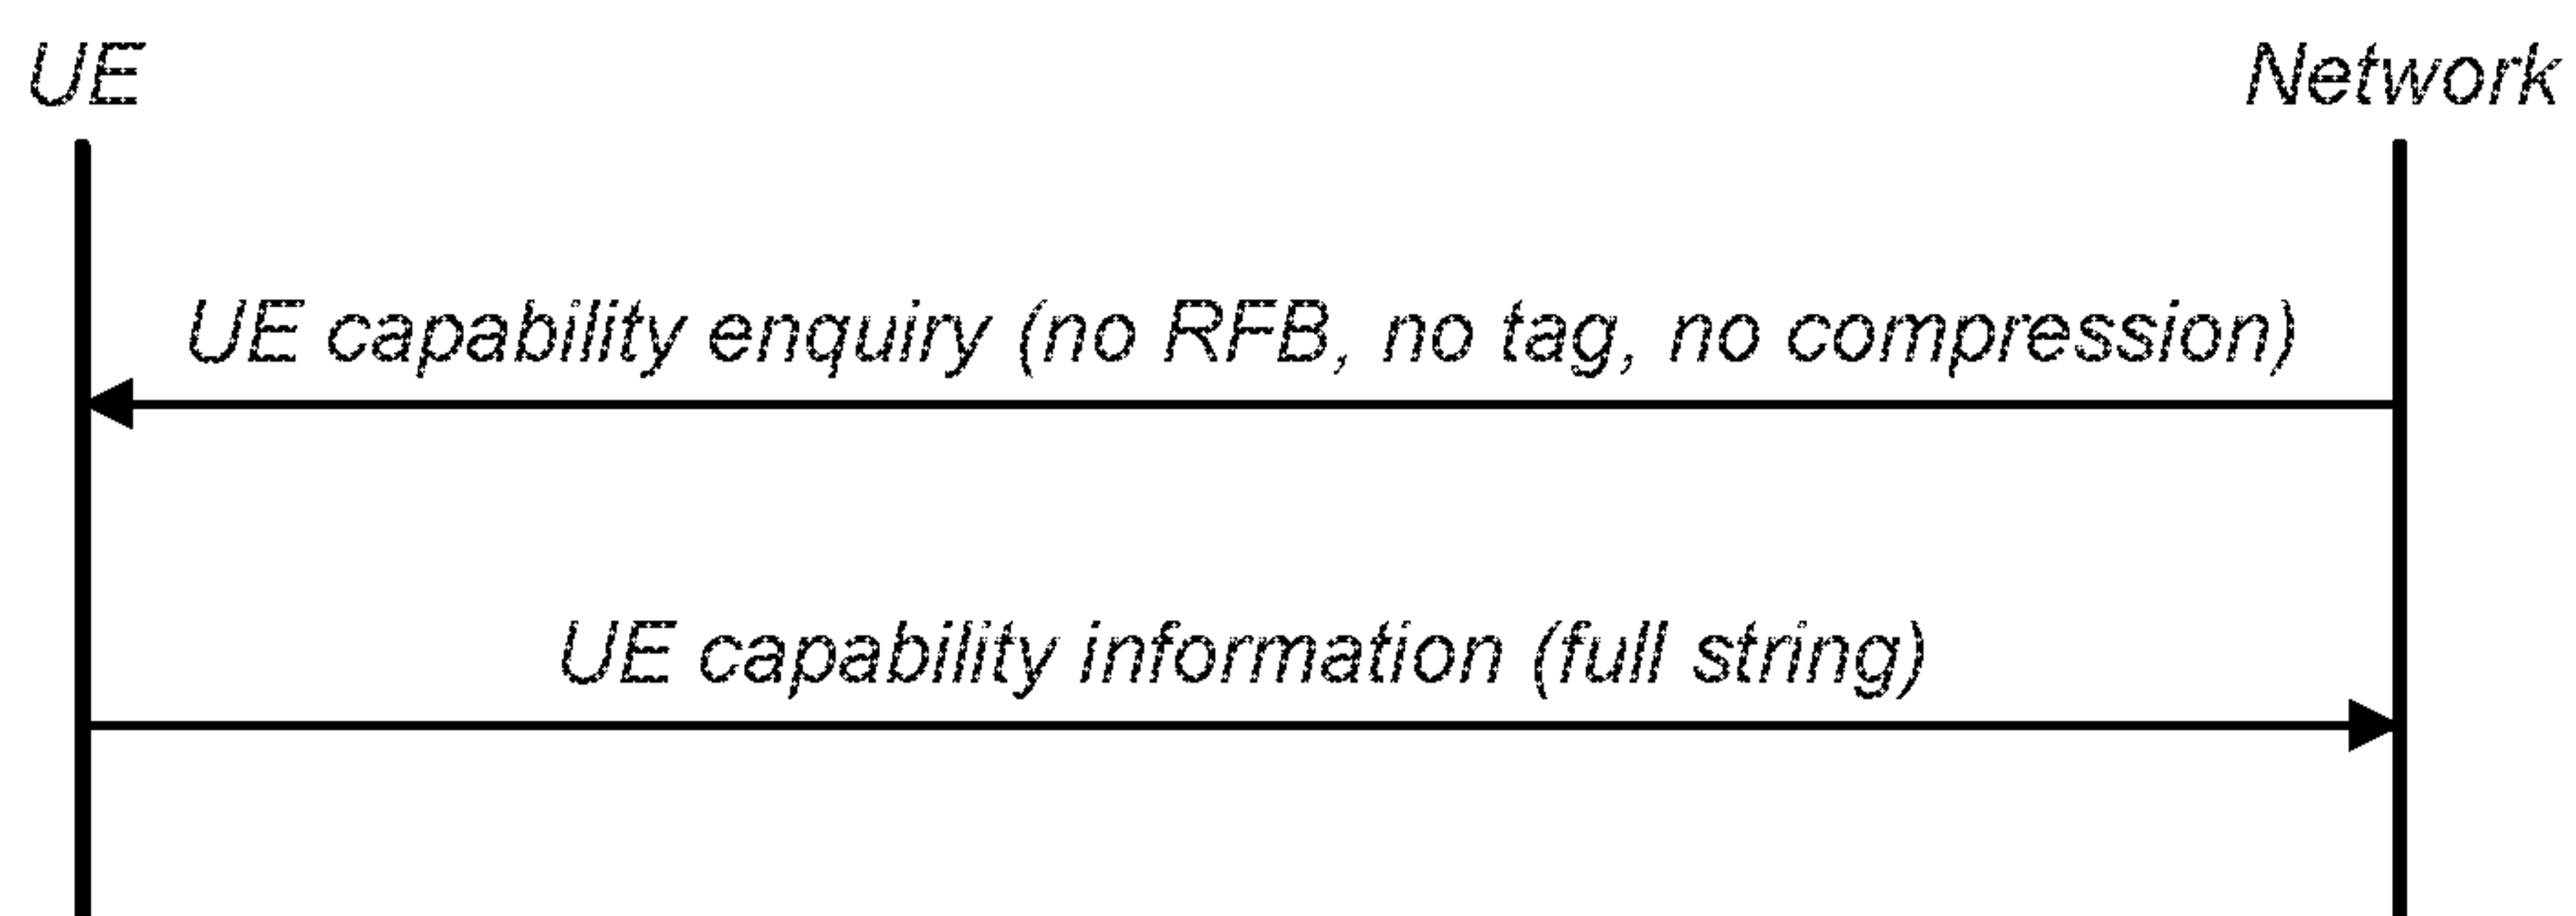 UE
Network
UE capability enquiry (no RFB, no tag, no compression)
UE capability information (full string)